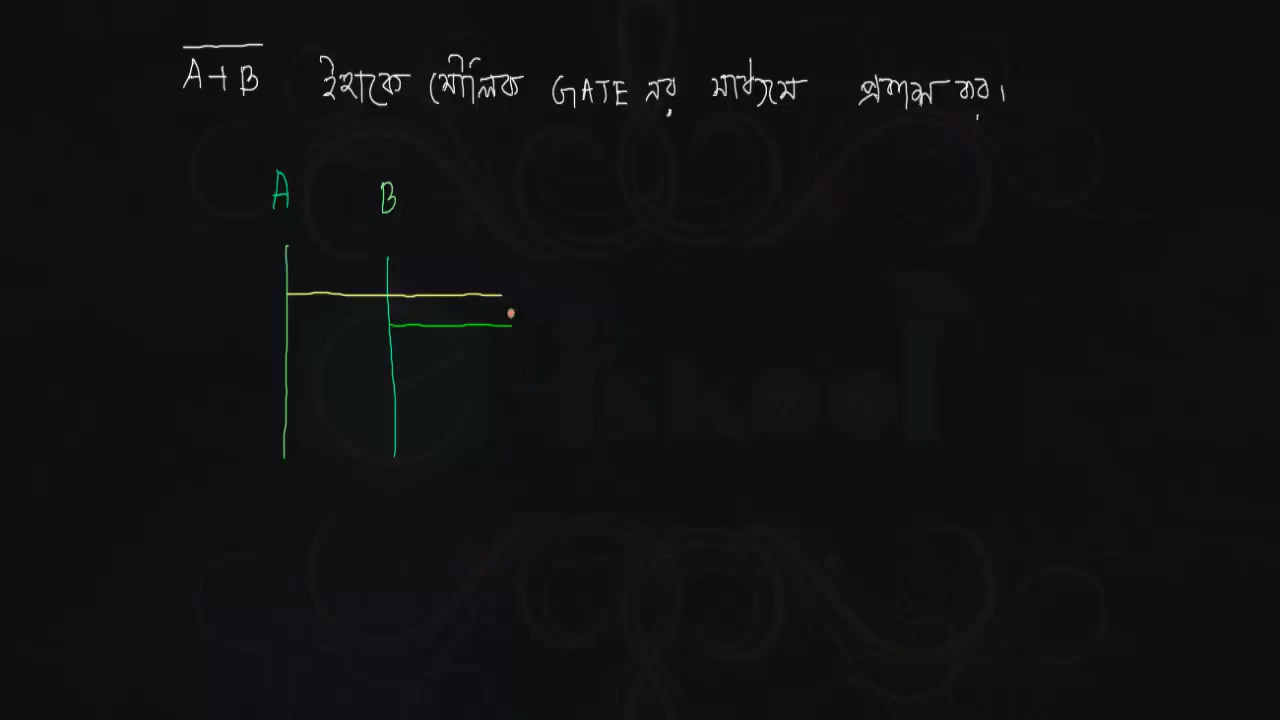 A+B ইহাকে মৌলিক GATE এর মাধ্যমে প্রকাশ কর।
A B